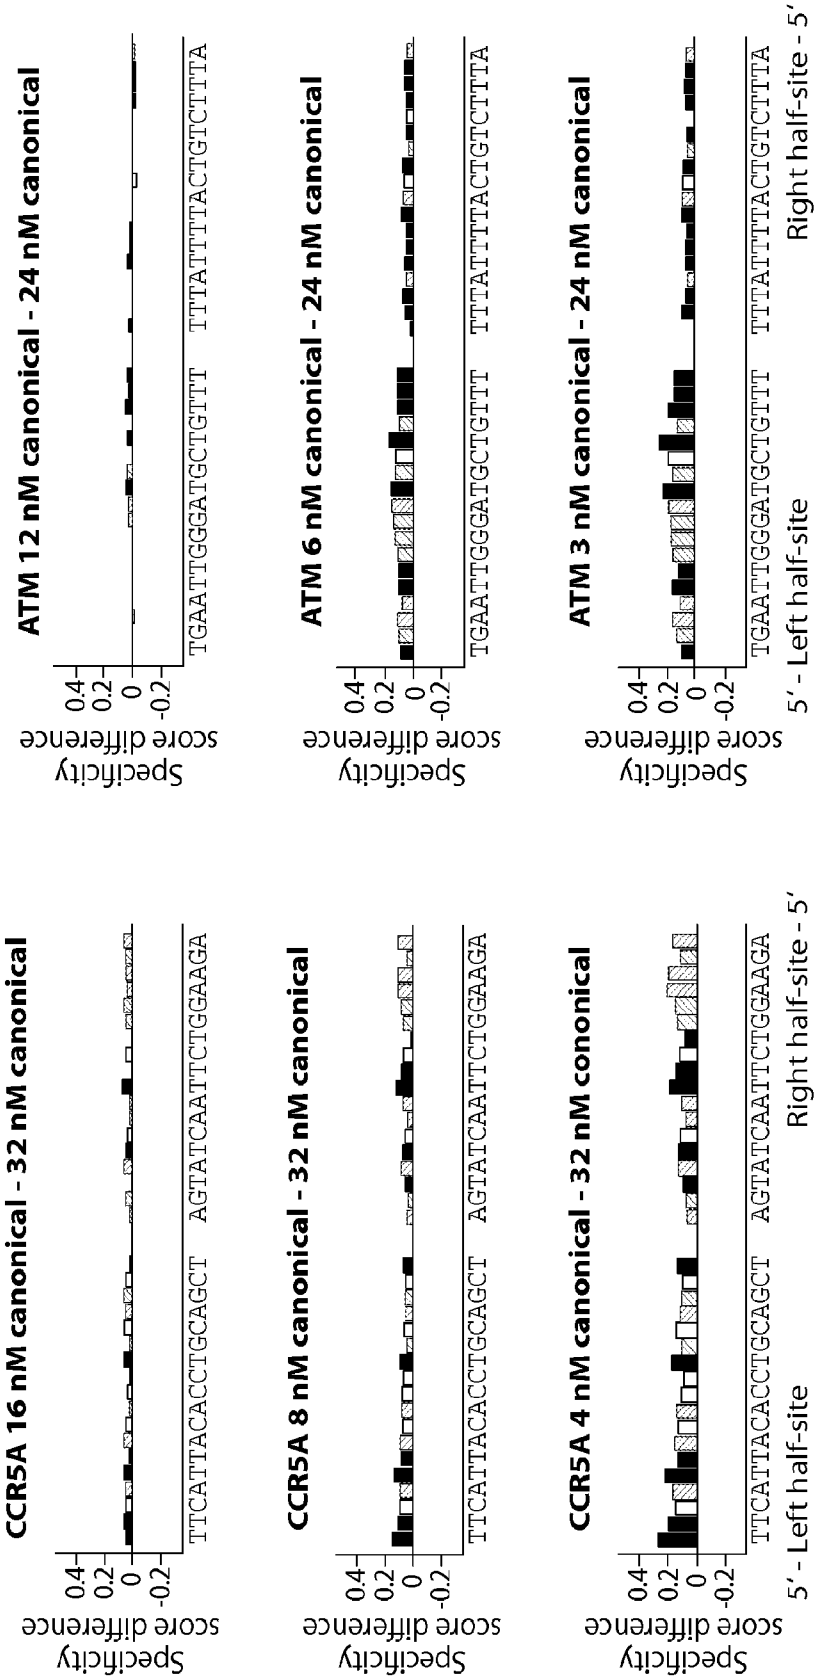 CCR5A 16 nM canonical - 32 nM canonical
Specificity
score difference
0.4
0.2
0
-0.2
TTCATTACACCTGCAGCT AGTATCAATTCTGGAAGA
CCR5A 8 nM canonical - 32 nM canonical
Specificity
score difference
0.4
0.2
0
-0.2
TTCATTACACCTGCAGCT AGTATCAATTCTGGAAGA
CCR5A 4 nM canonical - 32 nM cononical
Specificity
score difference
0.4
0.2
0
-0.2
TTCATTACACCTGCAGCT AGTATCAATTCTGGAAGA
5' - Left half-site Right half-site - 5'
ATM 12 nM canonical - 24 nM canonical
Specificity
score difference
0.4
0.2
0
-0.2
TGAATTGGGATGCTGTTT TTTATTTTACTGTCTTTA
ATM 6 nM canonical - 24 nM canonical
Specificity
score difference
0.4
0.2
0
-0.2
TGAATTGGGATGCTGTTT TTTATTTTACTGTCTTTA
ATM 3 nM canonical - 24 nM canonical
Specificity
score difference
0.4
0.2
0
-0.2
TGAATTGGGATGCTGTTT TTTATTTTACTGTCTTTA
5' - Left half-site Right half-site - 5'